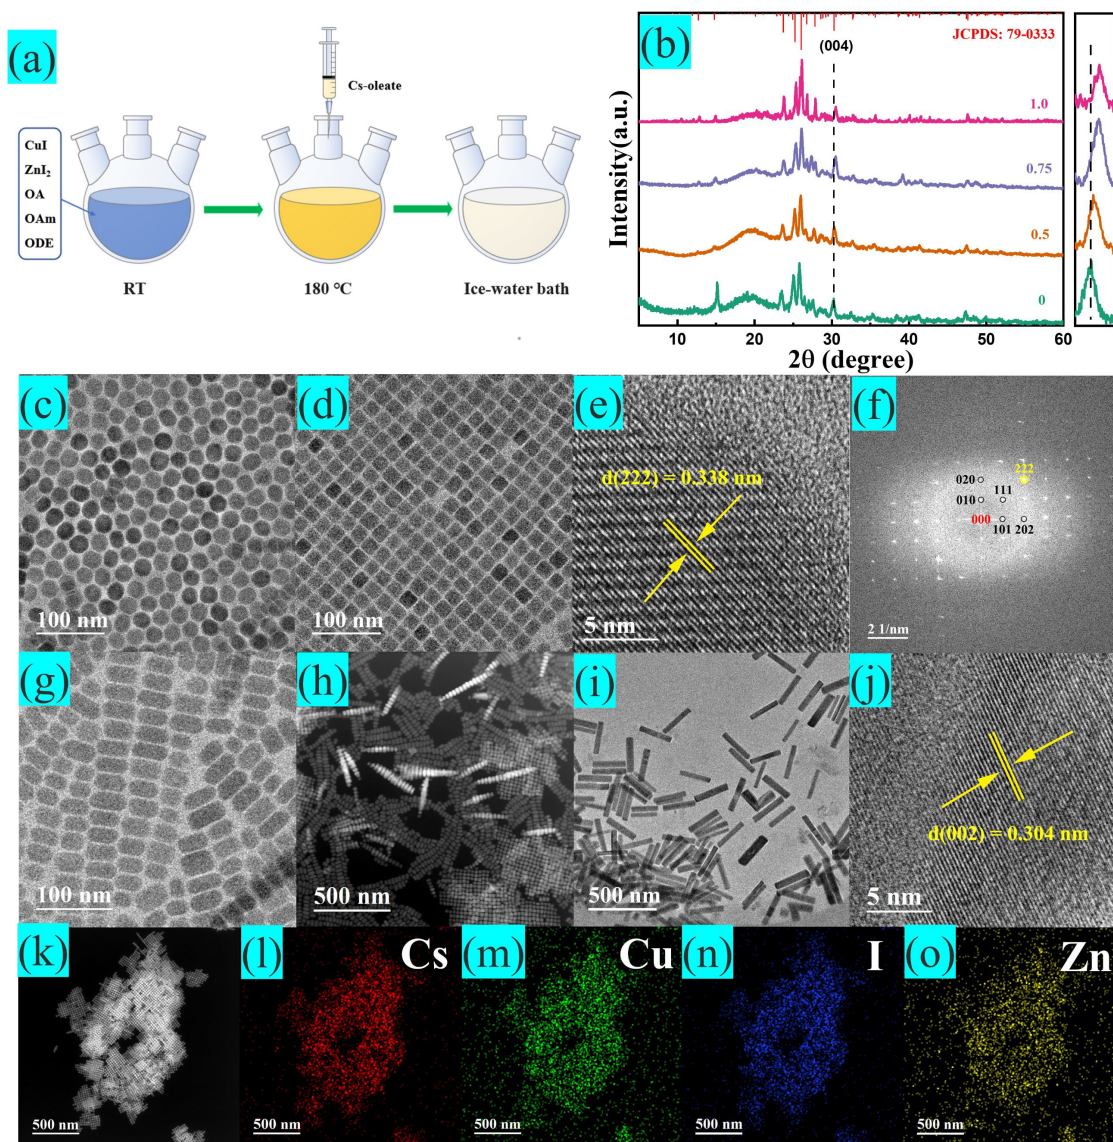 (a)
Cs-oleate
CuI
ZnI₂
OA
OAm
ODE
RT
180 ℃
Ice-water bath
(b)
JCPDS: 79-0333
(004)
1.0
0.75
0.5
0
Intensity(a.u.)
10
20
30
40
50
60
2θ (degree)
(c)
100 nm
(d)
100 nm
(e)
d(222) = 0.338 nm
5 nm
(f)
020
222
010
111
000
101
202
2 1/nm
(g)
100 nm
(h)
500 nm
(i)
500 nm
(j)
d(002) = 0.304 nm
5 nm
(k)
500 nm
(l)
Cs
500 nm
(m)
Cu
500 nm
(n)
I
500 nm
(o)
Zn
500 nm